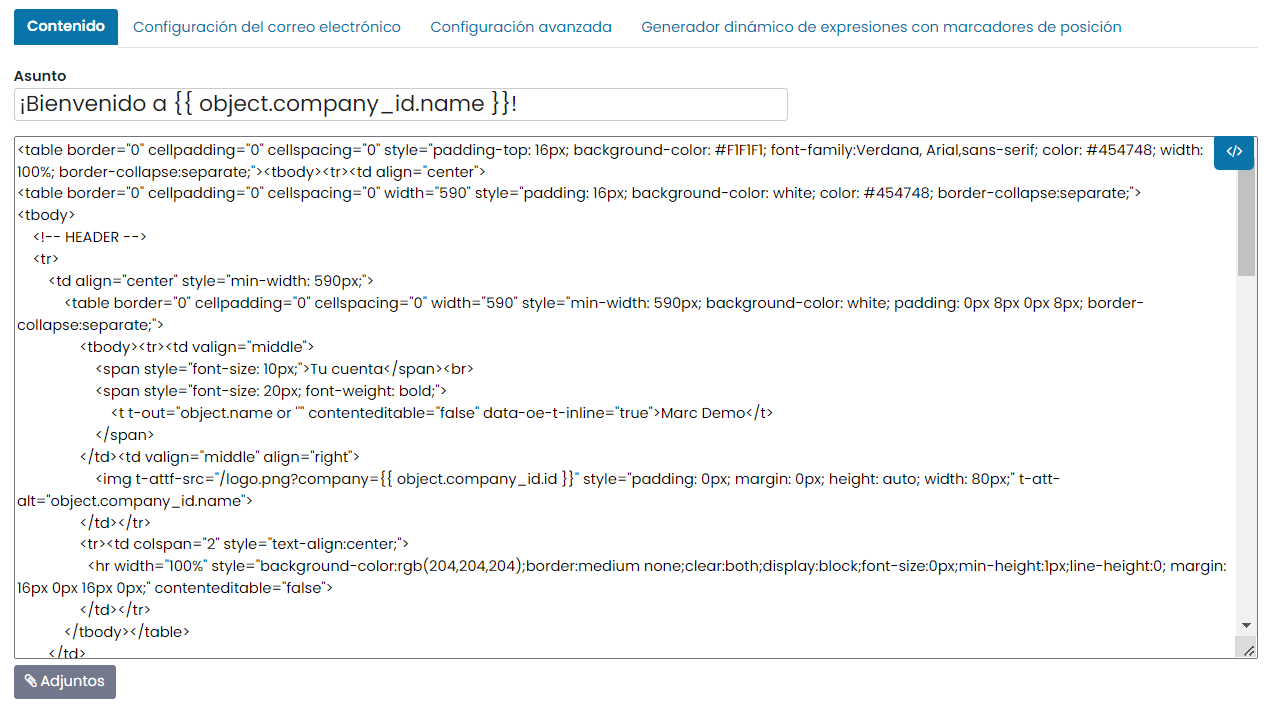 Contenido Configuración del correo electrónico Configuración avanzada Generador dinámico de expresiones con marcadores de posición
Asunto
¡Bienvenido a {{ object.company_id.name }}!
<table border="0" cellpadding="0" cellspacing="0" style="padding-top: 16px; background-color: #F1F1F1; font-family:Verdana, Arial,sans-serif; color: #454748; width:
100%; border-collapse:separate;"><tbody><tr><td align="center">
<table border="0" cellpadding="0" cellspacing="0" width="590" style="padding: 16px; background-color: white; color: #454748; border-collapse:separate;">
<tbody>
<!-- HEADER -->
<tr>
<td align="center" style="min-width: 590px;">
<table border="0" cellpadding="0" cellspacing="0" width="590" style="min-width: 590px; background-color: white; padding: 0px 8px 0px 8px; border-
collapse:separate;">
<tbody><tr><td valign="middle">
<span style="font-size: 10px;">Tu cuenta</span><br>
<span style="font-size: 20px; font-weight: bold;">
<t t-out="object.name or ''" contenteditable="false" data-oe-t-inline="true">Marc Demo</t>
</span>
</td><td valign="middle" align="right">
<img t-attf-src="/logo.png?company={{ object.company_id.id }}" style="padding: 0px; margin: 0px; height: auto; width: 80px;" t-att-
alt="object.company_id.name">
</td></tr>
<tr><td colspan="2" style="text-align:center;">
<hr width="100%" style="background-color:rgb(204,204,204);border:medium none;clear:both;display:block;font-size:0px;min-height:1px;line-height:0; margin:
16px 0px 16px 0px;" contenteditable="false">
</td></tr>
</tbody></table>
</td>
</>
Adjuntos